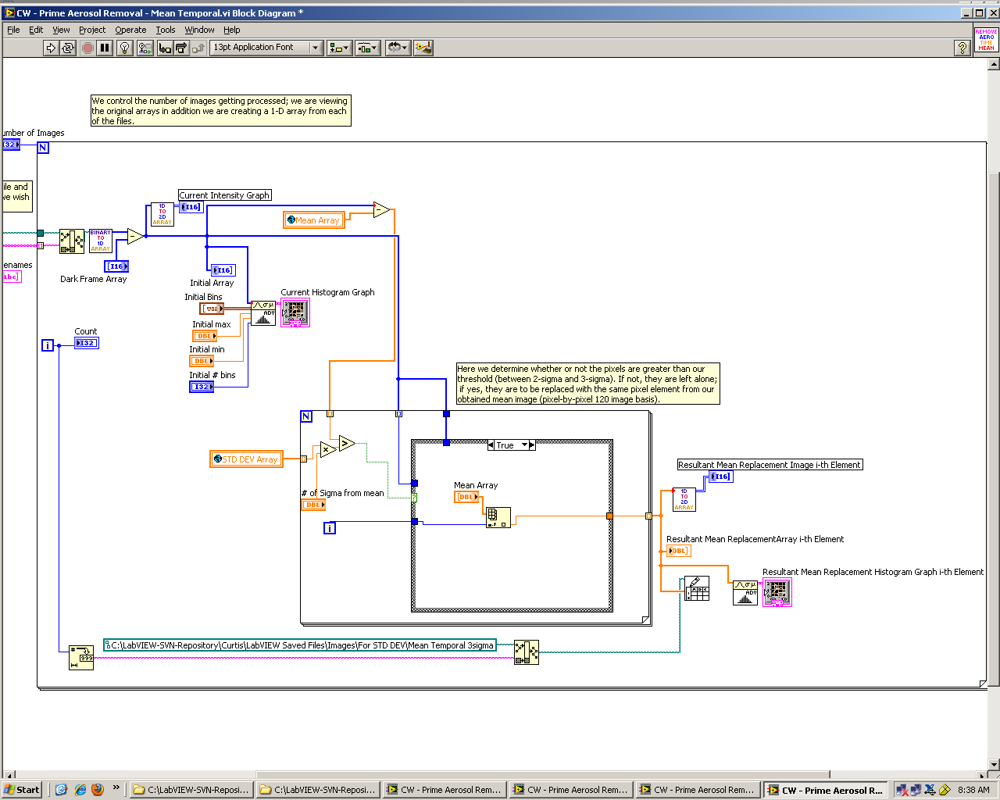 CW - Prime Aerosol Removal - Mean Temporal.vi Block Diagram *
File Edit View Project Operate Tools Window Help
13pt Application Font
REMOVE
AERO
TIME
MEAN
We control the number of images getting processed; we are viewing
the original arrays in addition we are creating a 1-D array from each
of the files.
umber of Images
I32
N
ile and
we wish
Current Intensity Graph
1D
TO
2D
ARRAY
I16]
Mean Array
BINARY
TO
1D
ARRAY
[I16
Dark Frame Array
enames
abc]
I16]
Initial Array
Initial Bins
Current Histogram Graph
ADV
Initial max
DBL
Initial min
DBL
Initial # bins
I32
Count
i
I32
Here we determine whether or not the pixels are greater than our
threshold (between 2-sigma and 3-sigma). If not, they are left alone;
if yes, they are to be replaced with the same pixel element from our
obtained mean image (pixel-by-pixel 120 image basis).
N
True
STD DEV Array
# of Sigma from mean
DBL
i
Mean Array
[DBL
Resultant Mean Replacement Image i-th Element
I16]
1D
TO
2D
ARRAY
Resultant Mean ReplacementArray i-th Element
DBL]
Resultant Mean Replacement Histogram Graph i-th Element
ADV
C:\LabVIEW-SVN-Repository\Curtis\LabVIEW Saved Files\Images\For STD DEV\Mean Temporal 3sigma
999
Start
»
C:\LabVIEW-SVN-Reposi...
C:\LabVIEW-SVN-Reposi...
CW - Prime Aerosol Rem...
CW - Prime Aerosol Rem...
CW - Prime Aerosol Rem...
CW - Prime Aerosol R...
8:38 AM